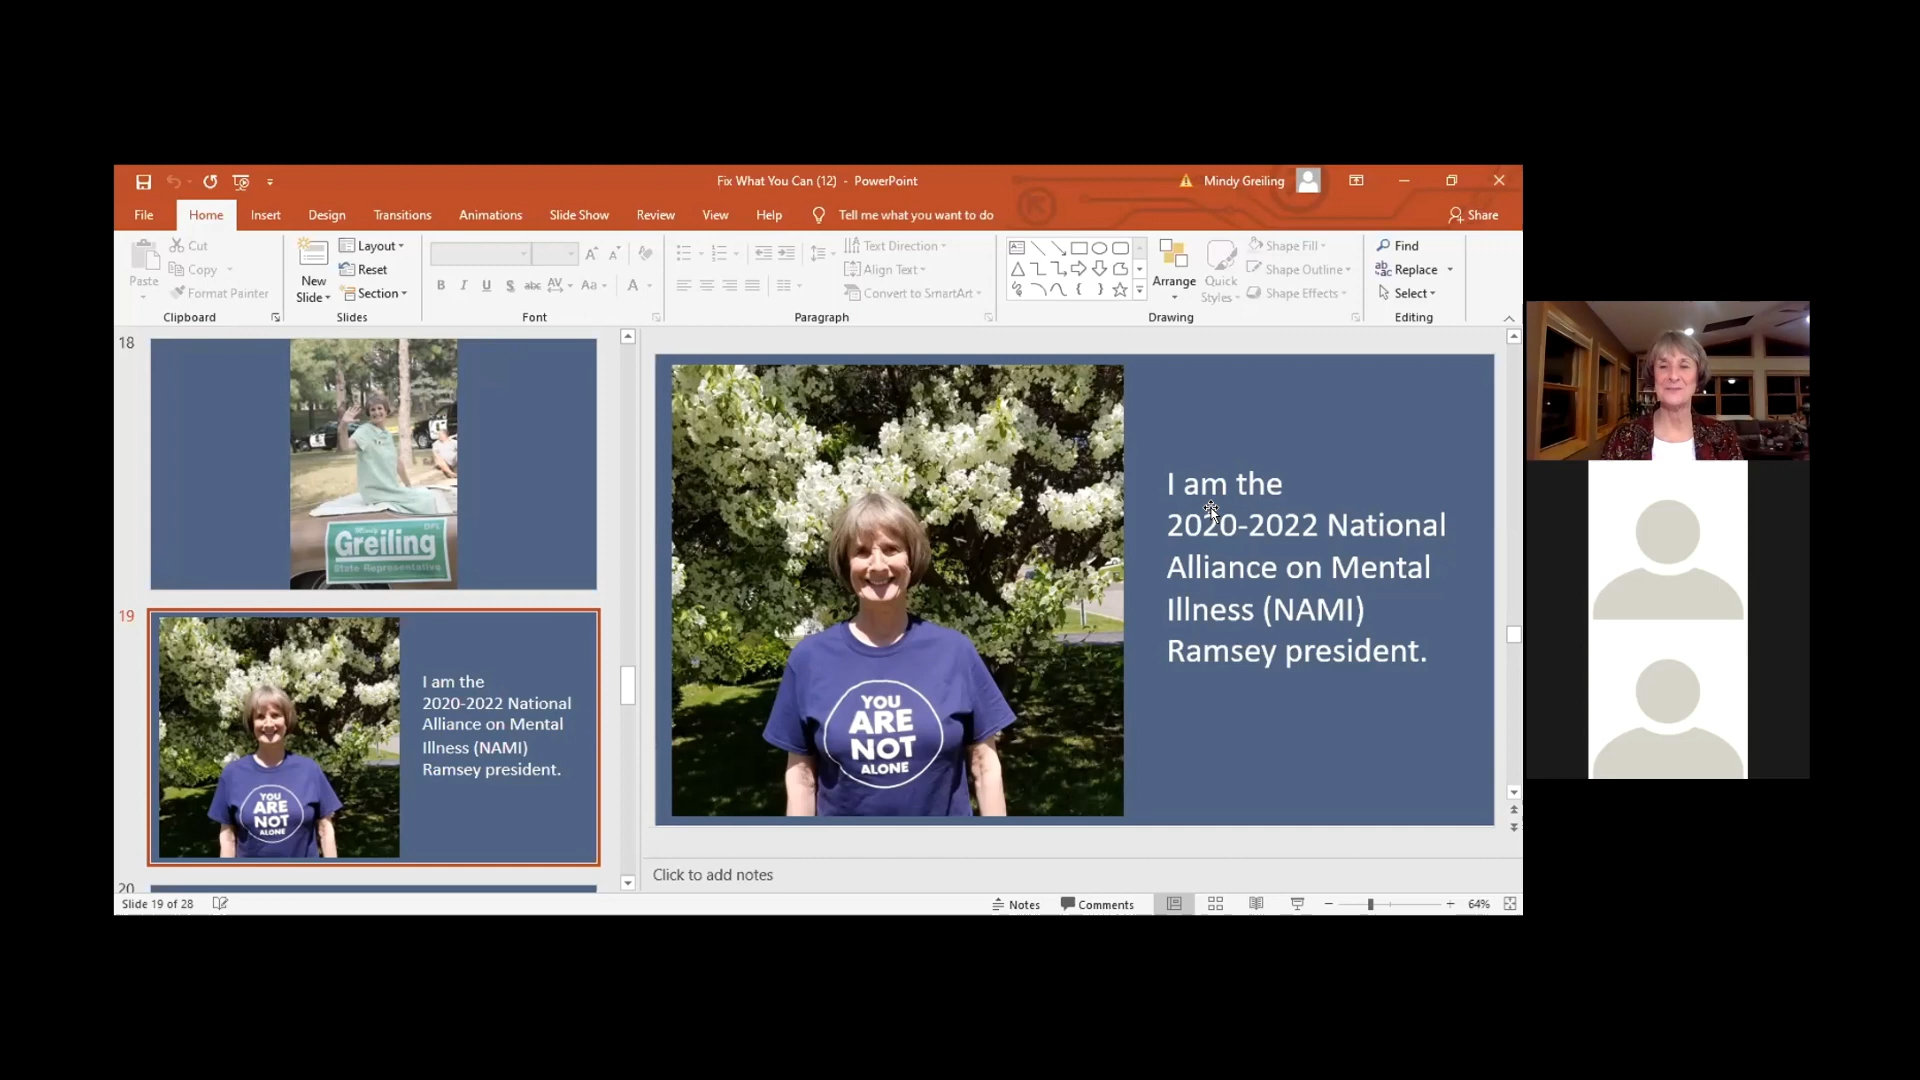 Fix What You Can (12) - PowerPoint
Mindy Greiling
File Home Insert Design Transitions Animations Slide Show Review View Help Tell me what you want to do Share
Paste
Cut
Copy
Format Painter
Clipboard
New
Slide
Layout
Reset
Section
Slides
Font
Text Direction
Align Text
Convert to SmartArt
Paragraph
Arrange
Quick
Styles
Shape Fill
Shape Outline
Shape Effects
Drawing
Find
Replace
Select
Editing
18
Mindy DFL
Greiling
State Representative
19
YOU
ARE
NOT
ALONE
I am the
2020-2022 National
Alliance on Mental
Illness (NAMI)
Ramsey president.
20
YOU
ARE
NOT
ALONE
I am the
2020-2022 National
Alliance on Mental
Illness (NAMI)
Ramsey president.
Click to add notes
Slide 19 of 28
Notes Comments 64%